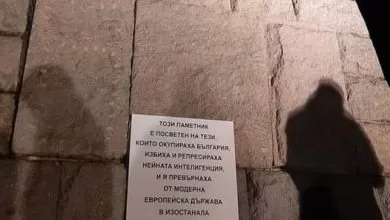 ТОЗИ ПАМЕТНИК
Е ПОСВЕТЕН НА ТЕЗИ,
КОИТО ОКУПИРАХА БЪЛГАРИЯ,
ИЗБИХА И РЕПРЕСИРАХА
НЕЙНАТА ИНТЕЛИГЕНЦИЯ,
И Я ПРЕВЪРНАХА
ОТ МОДЕРНА
ЕВРОПЕЙСКА ДЪРЖАВА
В ИЗОСТАНАЛА